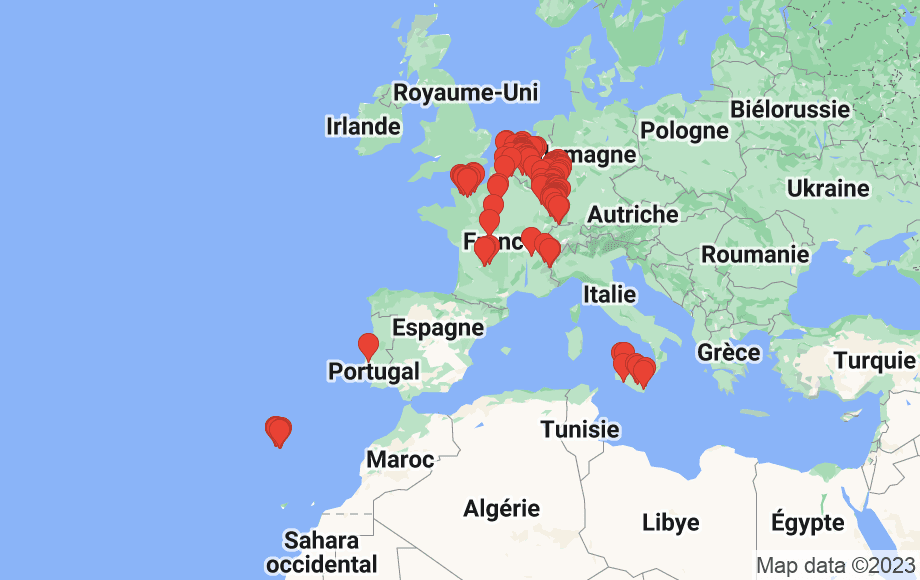 Royaume-Uni
Irlande
Biélorussie
Pologne
magne
Ukraine
Autriche
Franc
Roumanie
Italie
Espagne
Grèce
Turquie
Portugal
Tunisie
Maroc
Algérie
Libye
Égypte
Sahara
occidental
Map data ©2023